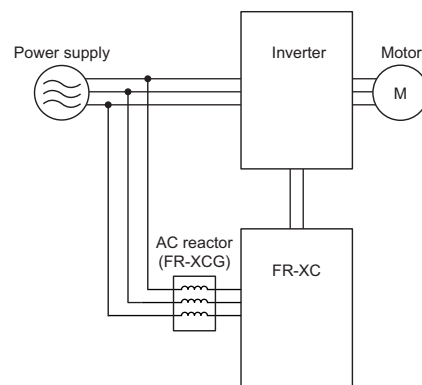 Power supply
Inverter
Motor
M
AC reactor
(FR-XCG)
FR-XC